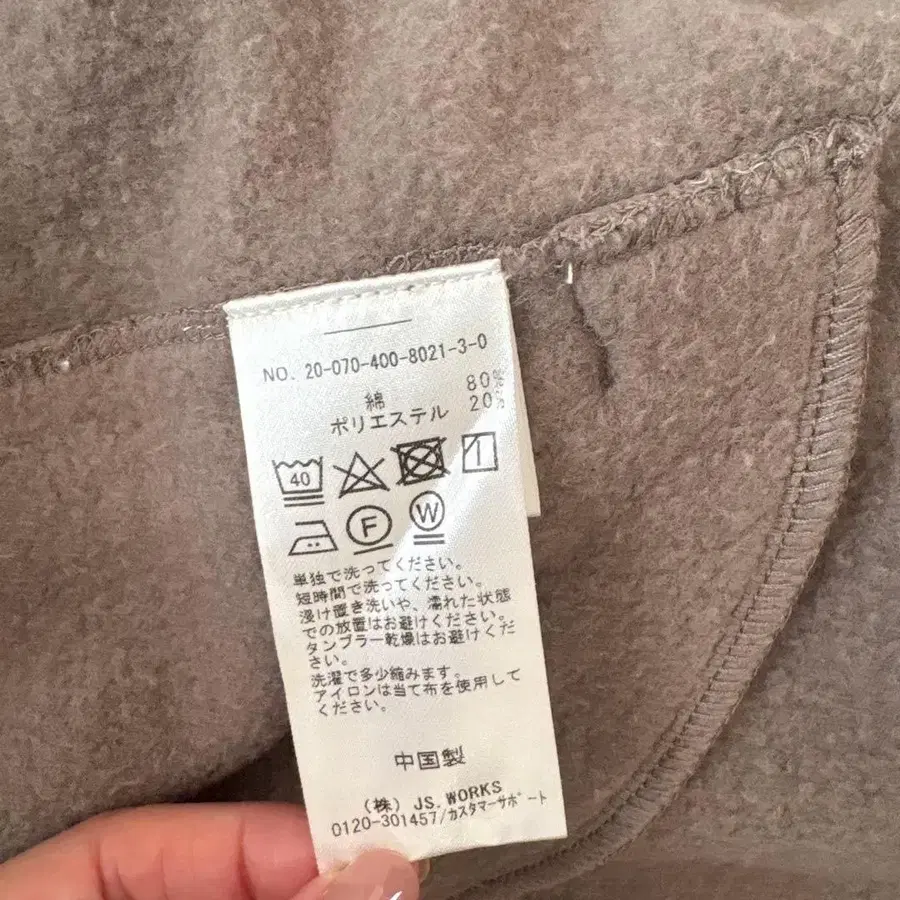 NO. 20-070-400-8021-3-0
綿 80%
ポリエステル 20%
40
F W
単独で洗ってください。
短時間で洗ってください。
浸け置き洗いや、濡れた状態
での放置はお避けください。
タンブラー乾燥はお避けくだ
さい。
洗濯で多少縮みます。
アイロンは当て布を使用して
ください。
中国製
(株) JS.WORKS
0120-301457/カスタマーサポート